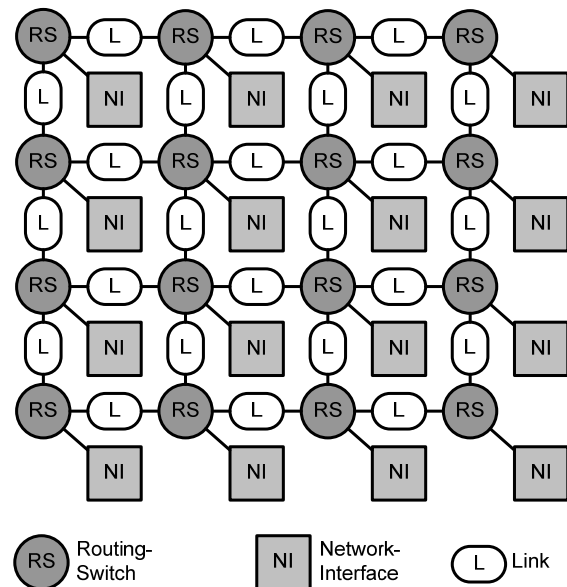 RS L RS L RS L RS
L NI L NI L NI L NI
RS L RS L RS L RS
L NI L NI L NI L NI
RS L RS L RS L RS
L NI L NI L NI L NI
RS L RS L RS L RS
NI NI NI NI
RS Routing-
Switch
NI Network-
Interface
L Link